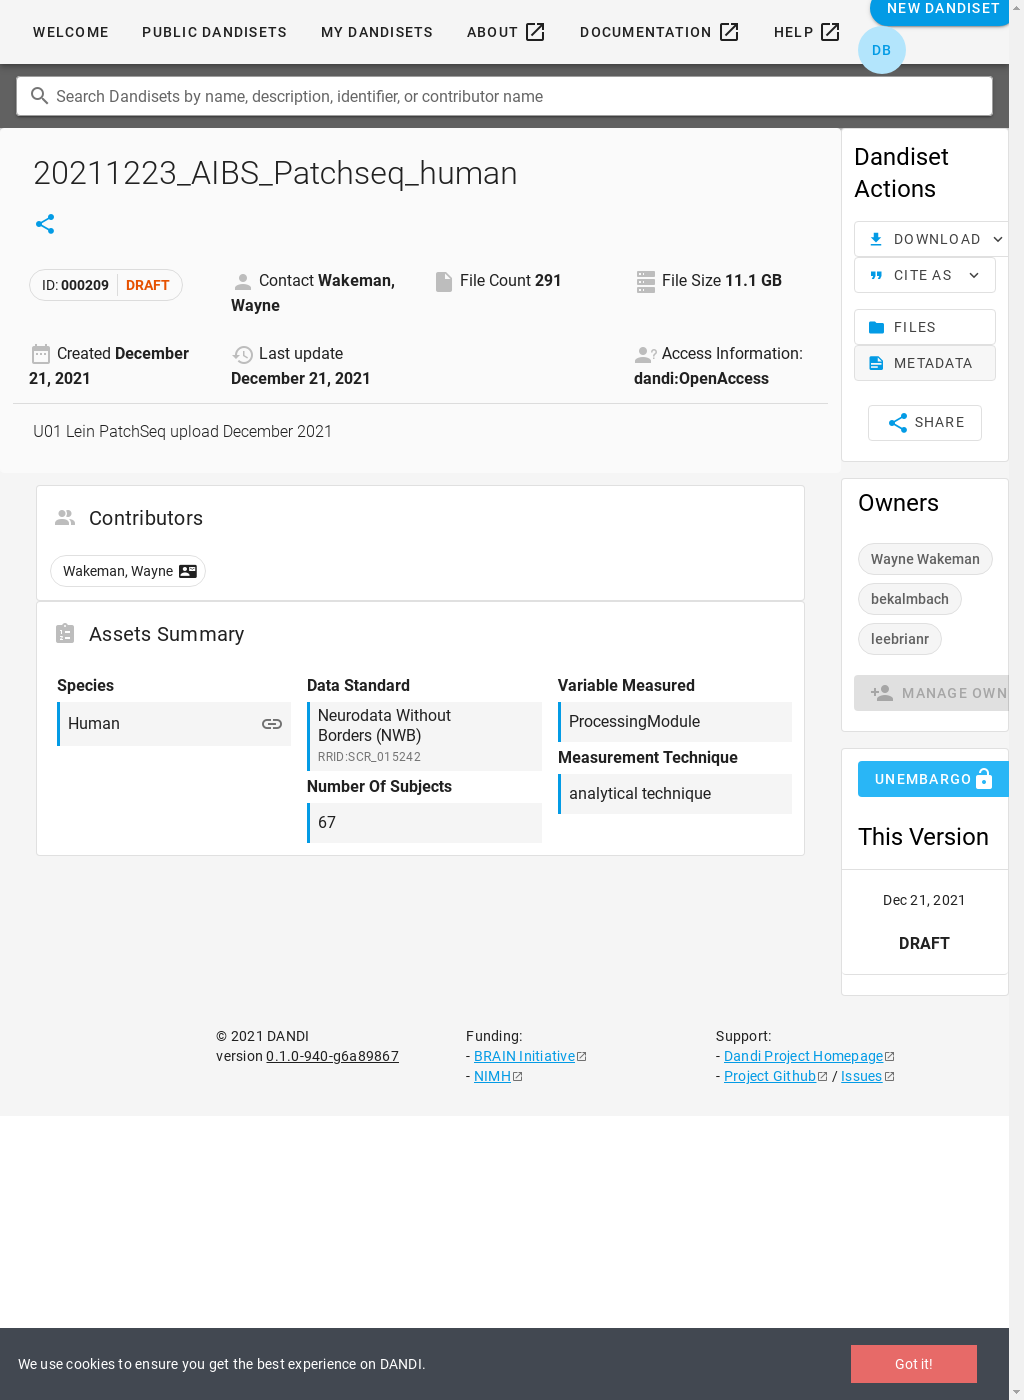 NEW DANDISET
WELCOME
PUBLIC DANDISETS
MY DANDISETS
ABOUT
DOCUMENTATION
HELP
DB
Search Dandisets by name, description, identifier, or contributor name
20211223_AIBS_Patchseq_human
ID: 000209 DRAFT
Contact Wakeman,
Wayne
File Count 291
File Size 11.1 GB
Created December
21, 2021
Last update
December 21, 2021
Access Information:
dandi:OpenAccess
U01 Lein PatchSeq upload December 2021
Contributors
Wakeman, Wayne
Assets Summary
Species
Human
Data Standard
Neurodata Without
Borders (NWB)
RRID:SCR_015242
Number Of Subjects
67
Variable Measured
ProcessingModule
Measurement Technique
analytical technique
Dandiset
Actions
DOWNLOAD
CITE AS
FILES
METADATA
SHARE
Owners
Wayne Wakeman
bekalmbach
leebrianr
MANAGE OWN
UNEMBARGO
This Version
Dec 21, 2021
DRAFT
© 2021 DANDI
version 0.1.0-940-g6a89867
Funding:
- BRAIN Initiative
- NIMH
Support:
- Dandi Project Homepage
- Project Github / Issues
We use cookies to ensure you get the best experience on DANDI.
Got it!